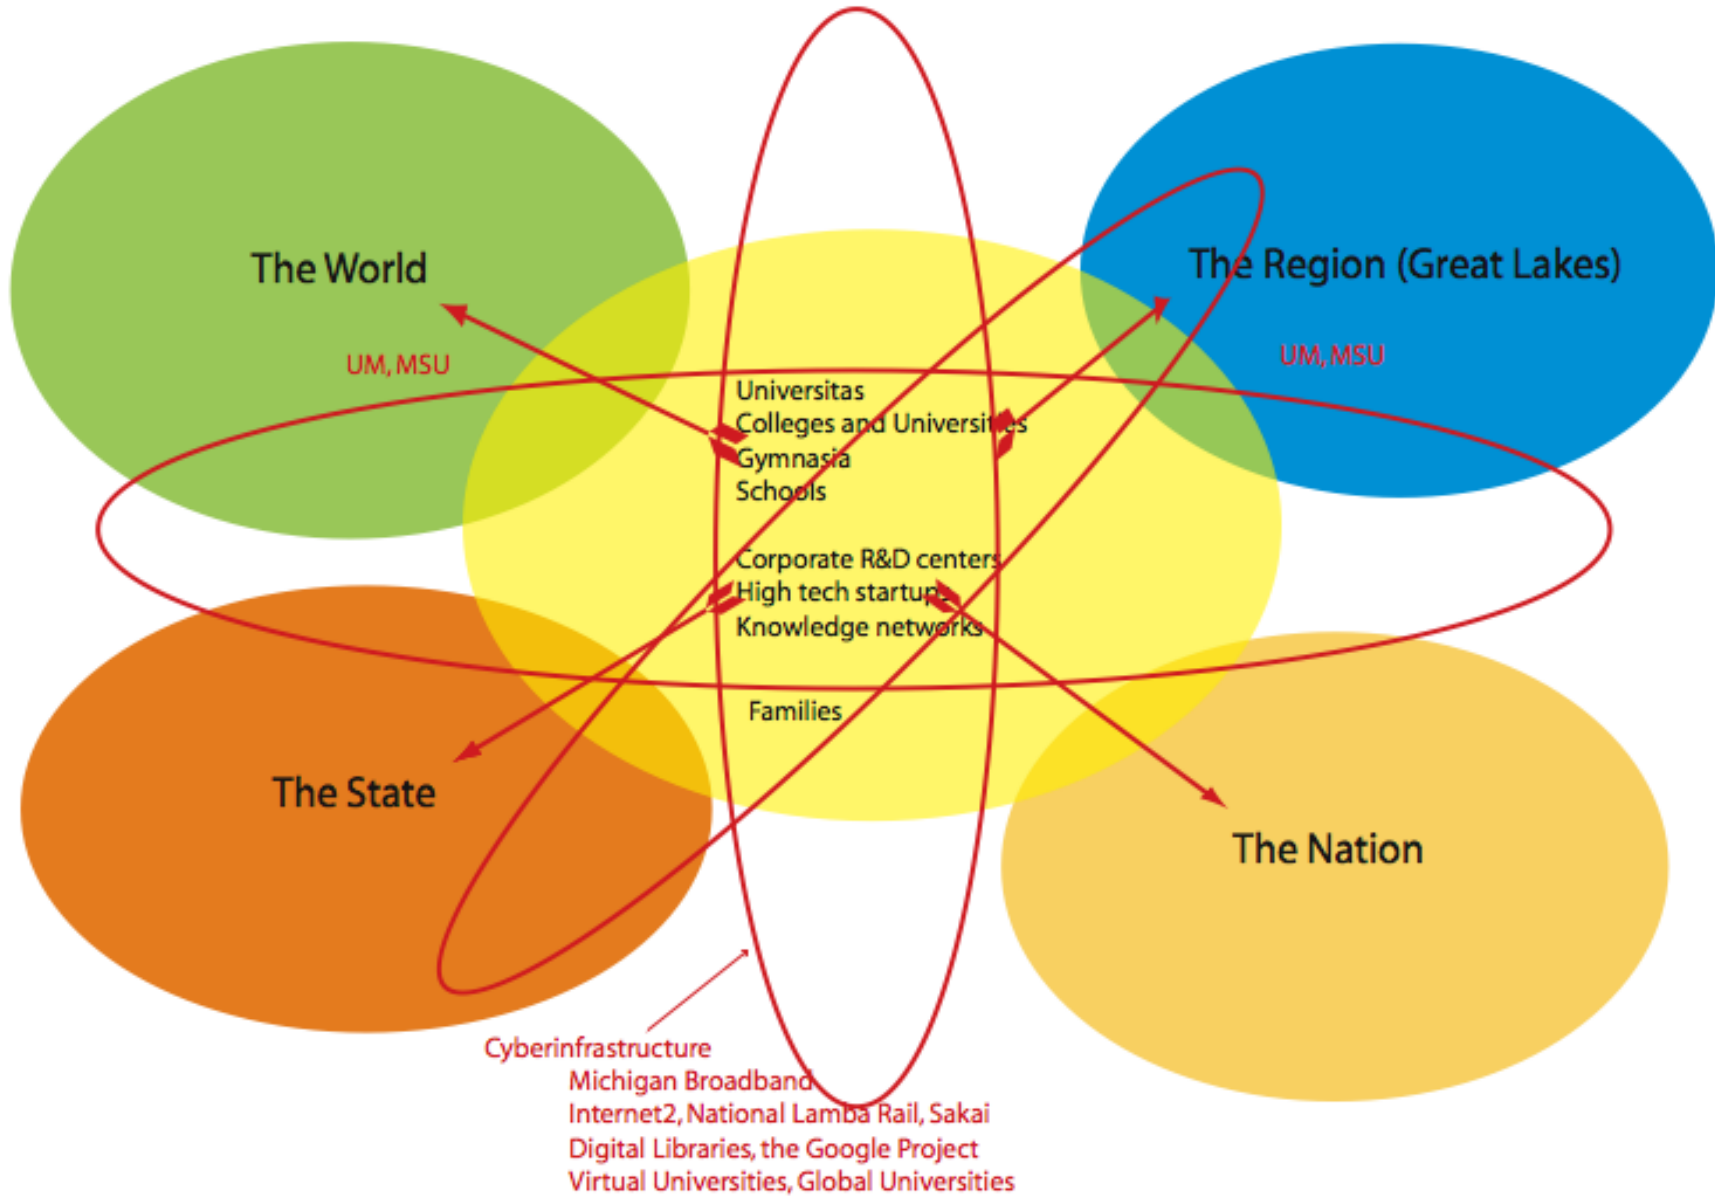 The World
The Region (Great Lakes)
UM, MSU
UM, MSU
Universitas
Colleges and Universities
Gymnasia
Schools
Corporate R&D centers
High tech startups
Knowledge networks
Families
The State
The Nation
Cyberinfrastructure
Michigan Broadband
Internet2, National Lamba Rail, Sakai
Digital Libraries, the Google Project
Virtual Universities, Global Universities